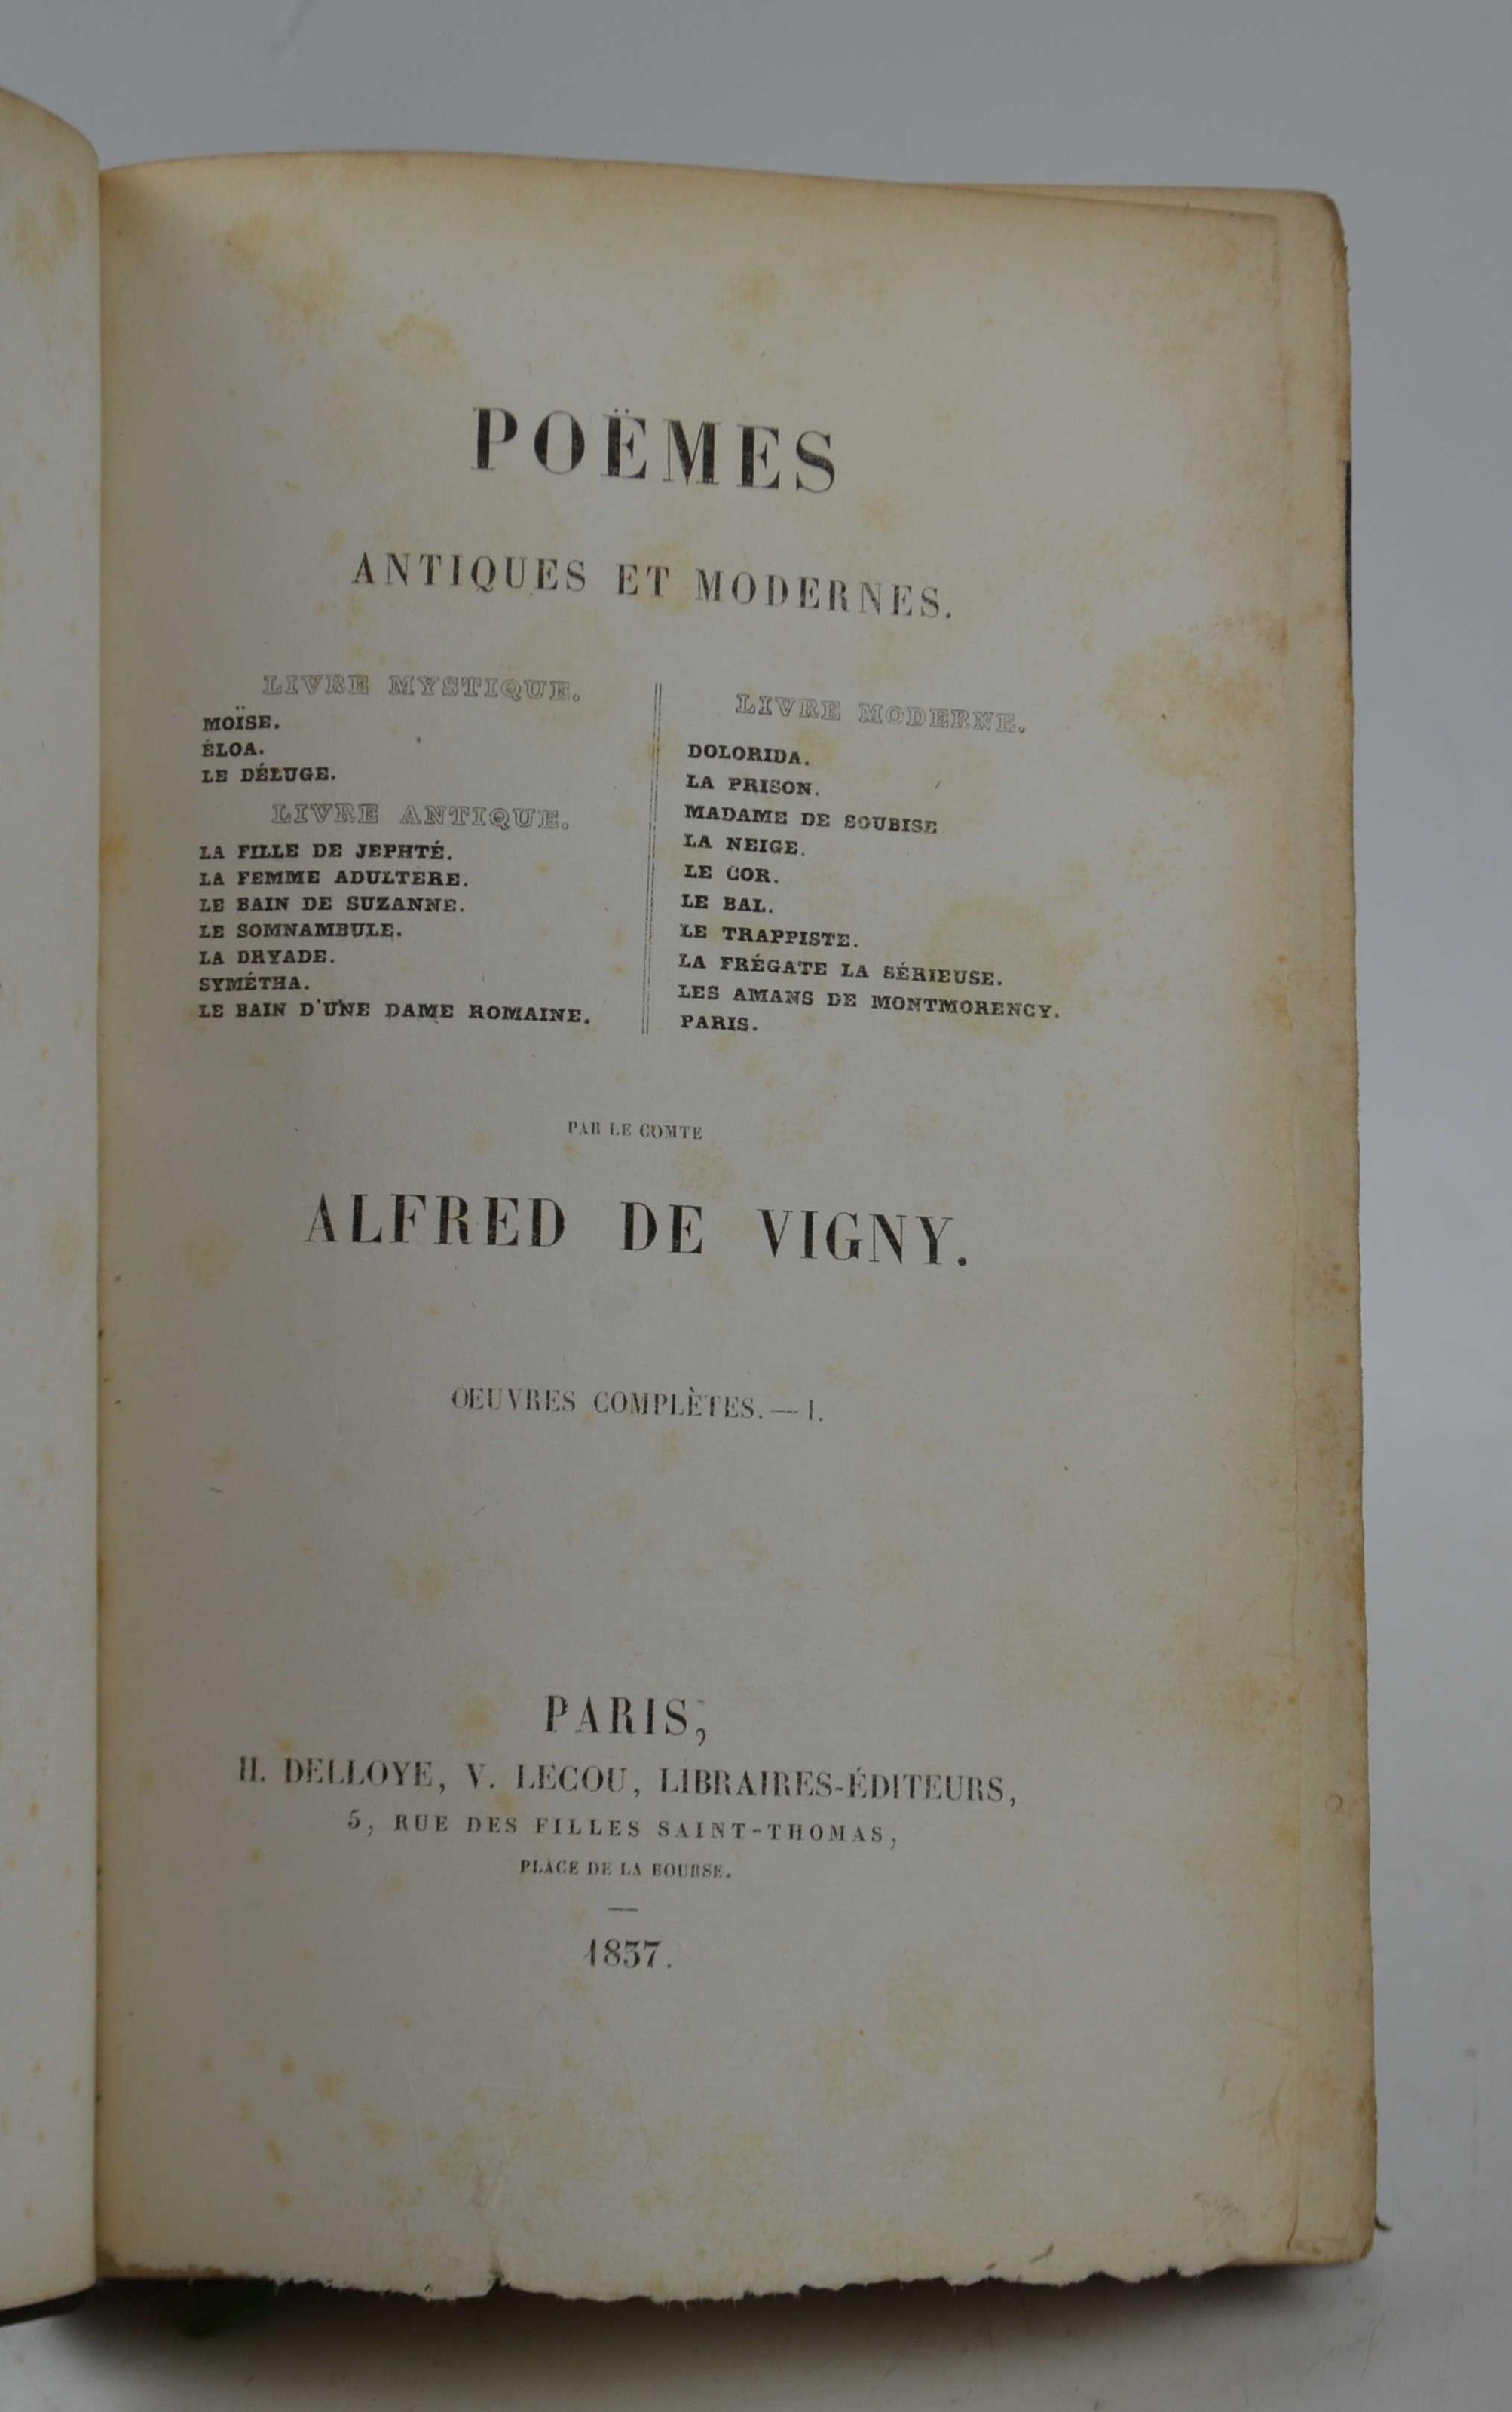 POËMES
ANTIQUES ET MODERNES.
LIVRE MYSTIQUE.
MOÏSE.
ÉLOA.
LE DÉLUGE.
LIVRE ANTIQUE.
LA FILLE DE JEPHTÉ.
LA FEMME ADULTÈRE.
LE BAIN DE SUZANNE.
LE SOMNAMBULE.
LA DRYADE.
SYMÉTHA.
LE BAIN D'UNE DAME ROMAINE.
LIVRE MODERNE.
DOLORIDA.
LA PRISON.
MADAME DE SOUBISE
LA NEIGE.
LE COR.
LE BAL.
LE TRAPPISTE.
LA FRÉGATE LA SÉRIEUSE.
LES AMANS DE MONTMORENCY.
PARIS.
PAR LE COMTE
ALFRED DE VIGNY.
OEUVRES COMPLÈTES. — I.
PARIS,
H. DELLOYE, V. LECOU, LIBRAIRES-ÉDITEURS,
5, RUE DES FILLES SAINT-THOMAS,
PLACE DE LA BOURSE.
—
1837.